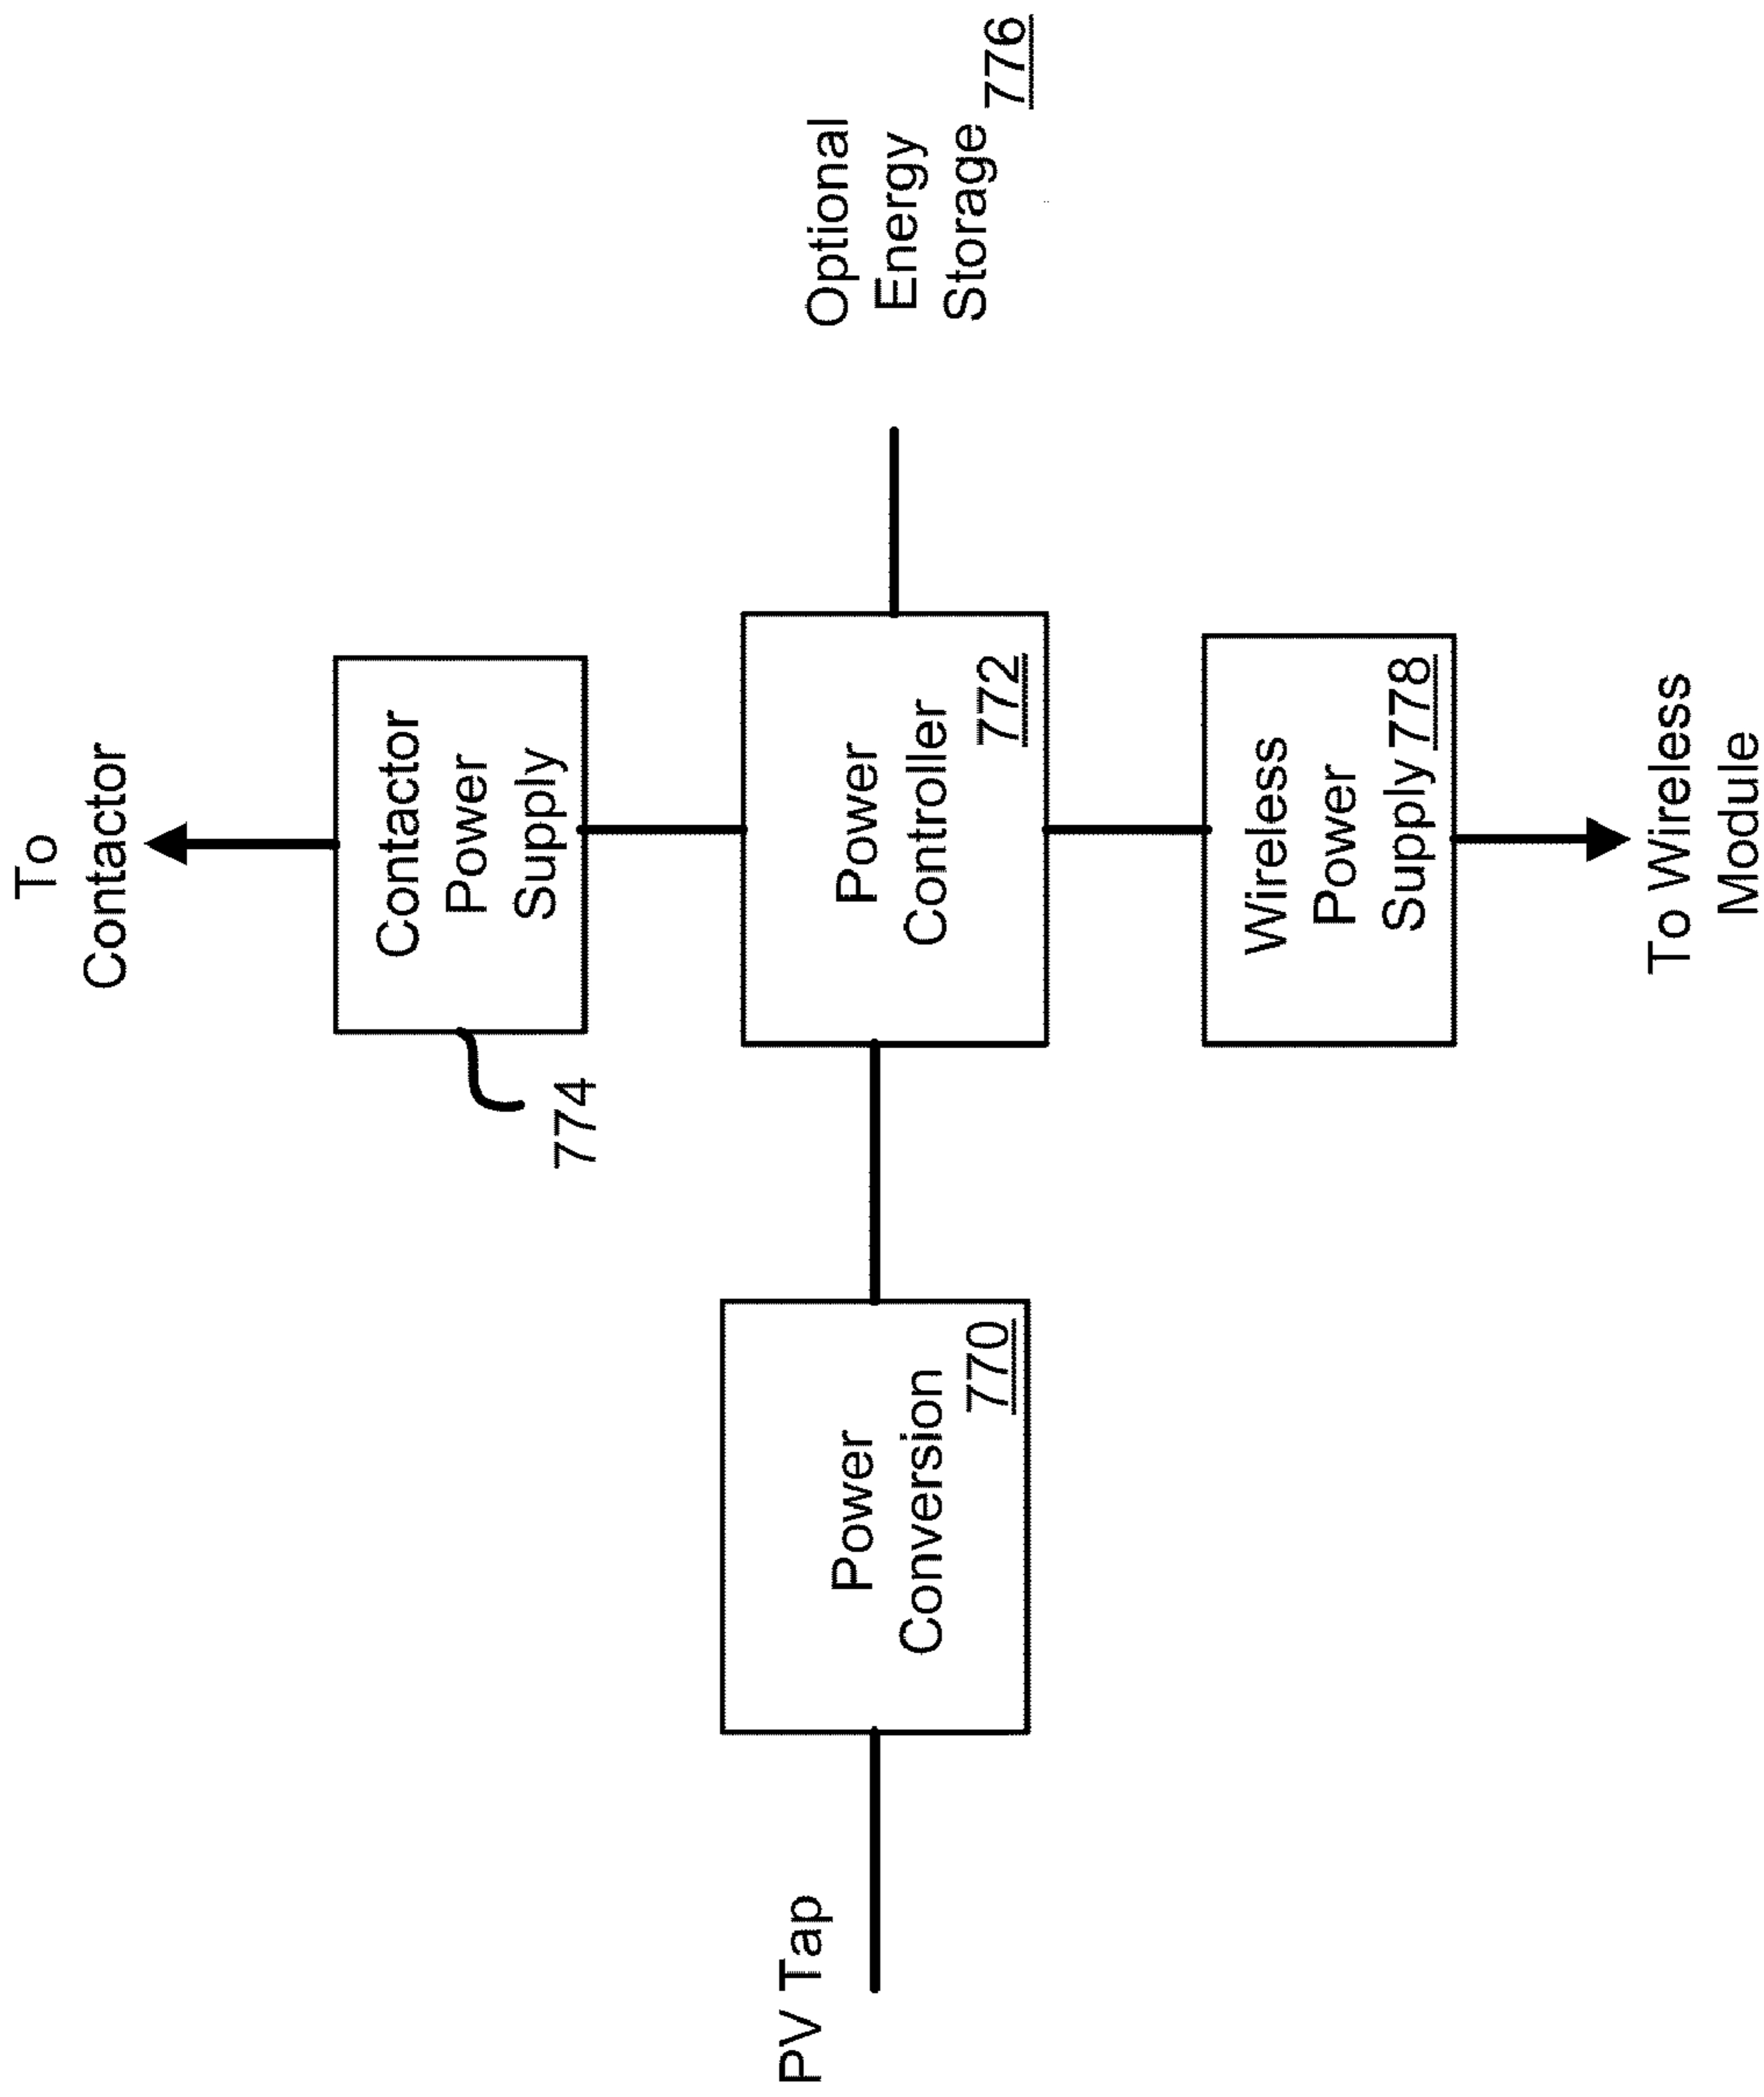 To
Contactor
Contactor
Power
Supply
774
PV Tap
Power
Conversion
770
Power
Controller
772
Optional
Energy
Storage
776
Wireless
Power
Supply 778
To Wireless
Module